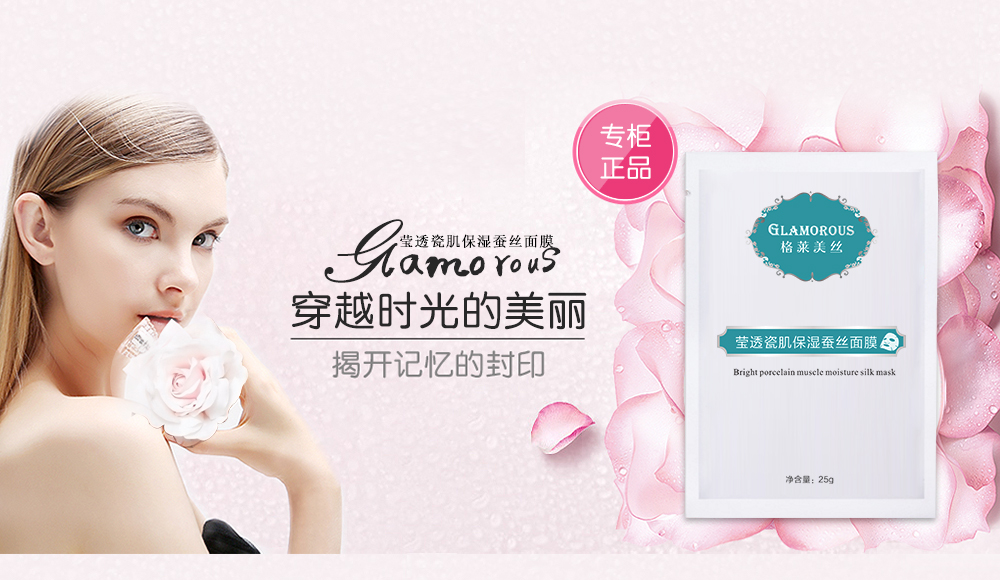 专柜
正品
莹透瓷肌保湿蚕丝面膜
Glamorous
穿越时光的美丽
揭开记忆的封印
GLAMOROUS
格莱美丝
莹透瓷肌保湿蚕丝面膜
Bright porcelain muscle moisture silk mask
净含量：25g